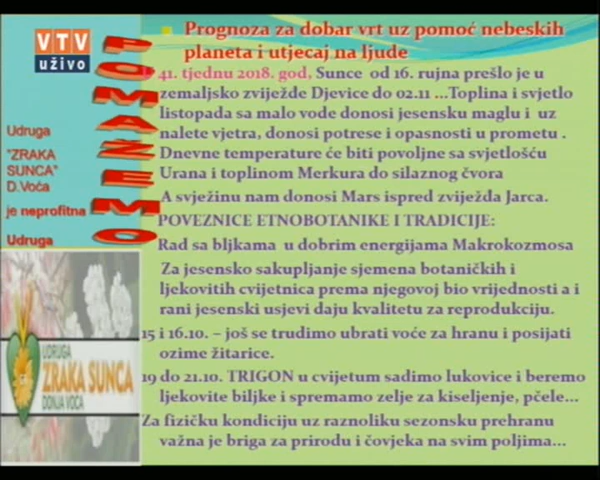 VTV
uživo
POMAŽEMO
Udruga
"ZRAKA
SUNCA"
D.Voća
je neprofitna
Udruga
UDRUGA
ZRAKA SUNCA
DONJA VOĆA
Prognoza za dobar vrt uz pomoć nebeskih
planeta i utjecaj na ljude
41. tjednu 2018. god, Sunce od 16. rujna prešlo je u
zemaljsko zviježde Djevice do 02.11 ...Toplina i svjetlo
listopada sa malo vode donosi jesensku maglu i uz
nalete vjetra, donosi potrese i opasnosti u prometu .
Dnevne temperature će biti povoljne sa svjetlošću
Urana i toplinom Merkura do silaznog čvora
A svježinu nam donosi Mars ispred zviježđa Jarca.
POVEZNICE ETNOBOTANIKE I TRADICIJE:
Rad sa bljkama u dobrim energijama Makrokozmosa
Za jesensko sakupljanje sjemena botaničkih i
ljekovitih cvijetnica prema njegovoj bio vrijednosti a i
rani jesenski usjevi daju kvalitetu za reprodukciju.
15 i 16.10. – još se trudimo ubrati voće za hranu i posijati
ozime žitarice.
19 do 21.10. TRIGON u cvijetum sadimo lukovice i beremo
ljekovite biljke i spremamo zelje za kiseljenje, pčele...
Za fizičku kondiciju uz raznoliku sezonsku prehranu
važna je briga za prirodu i čovjeka na svim poljima...